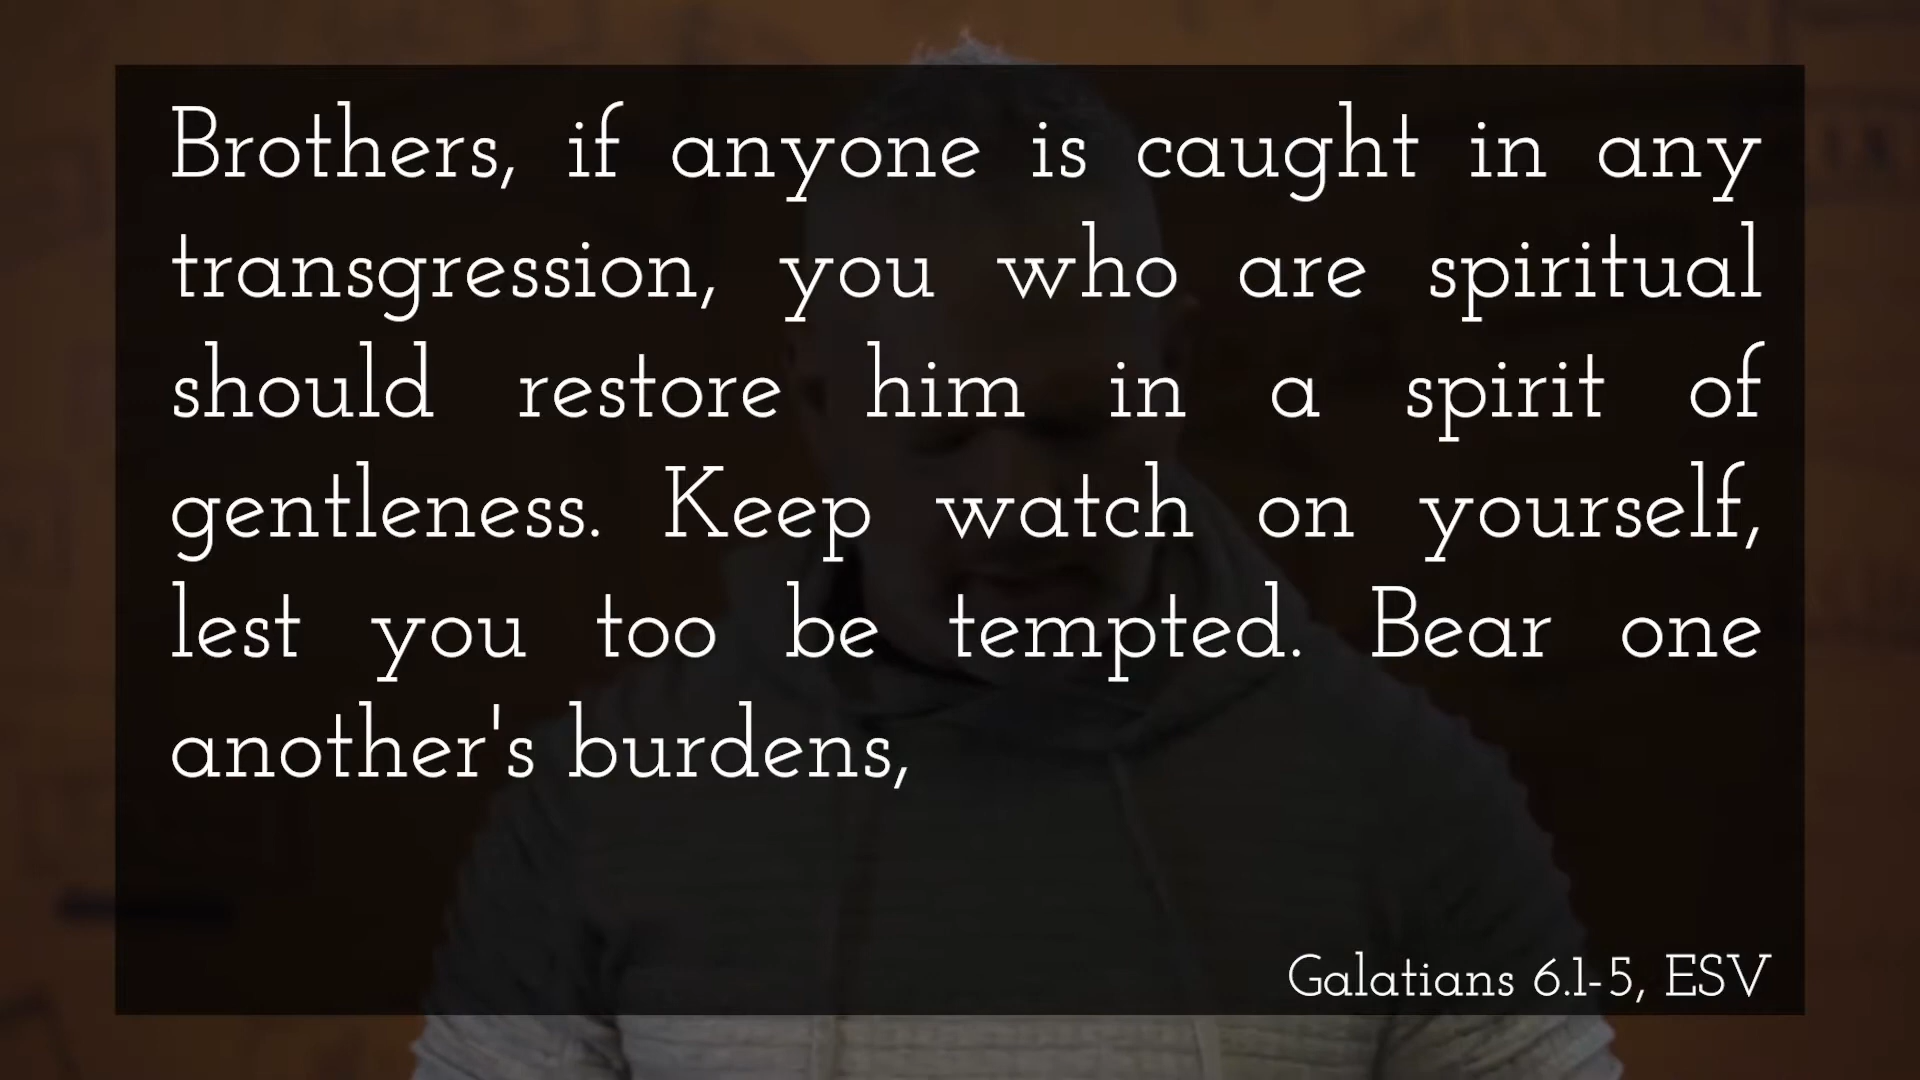 Brothers, if anyone is caught in any
transgression, you who are spiritual
should restore him in a spirit of
gentleness. Keep watch on yourself,
lest you too be tempted. Bear one
another's burdens,
Galatians 6.1-5, ESV